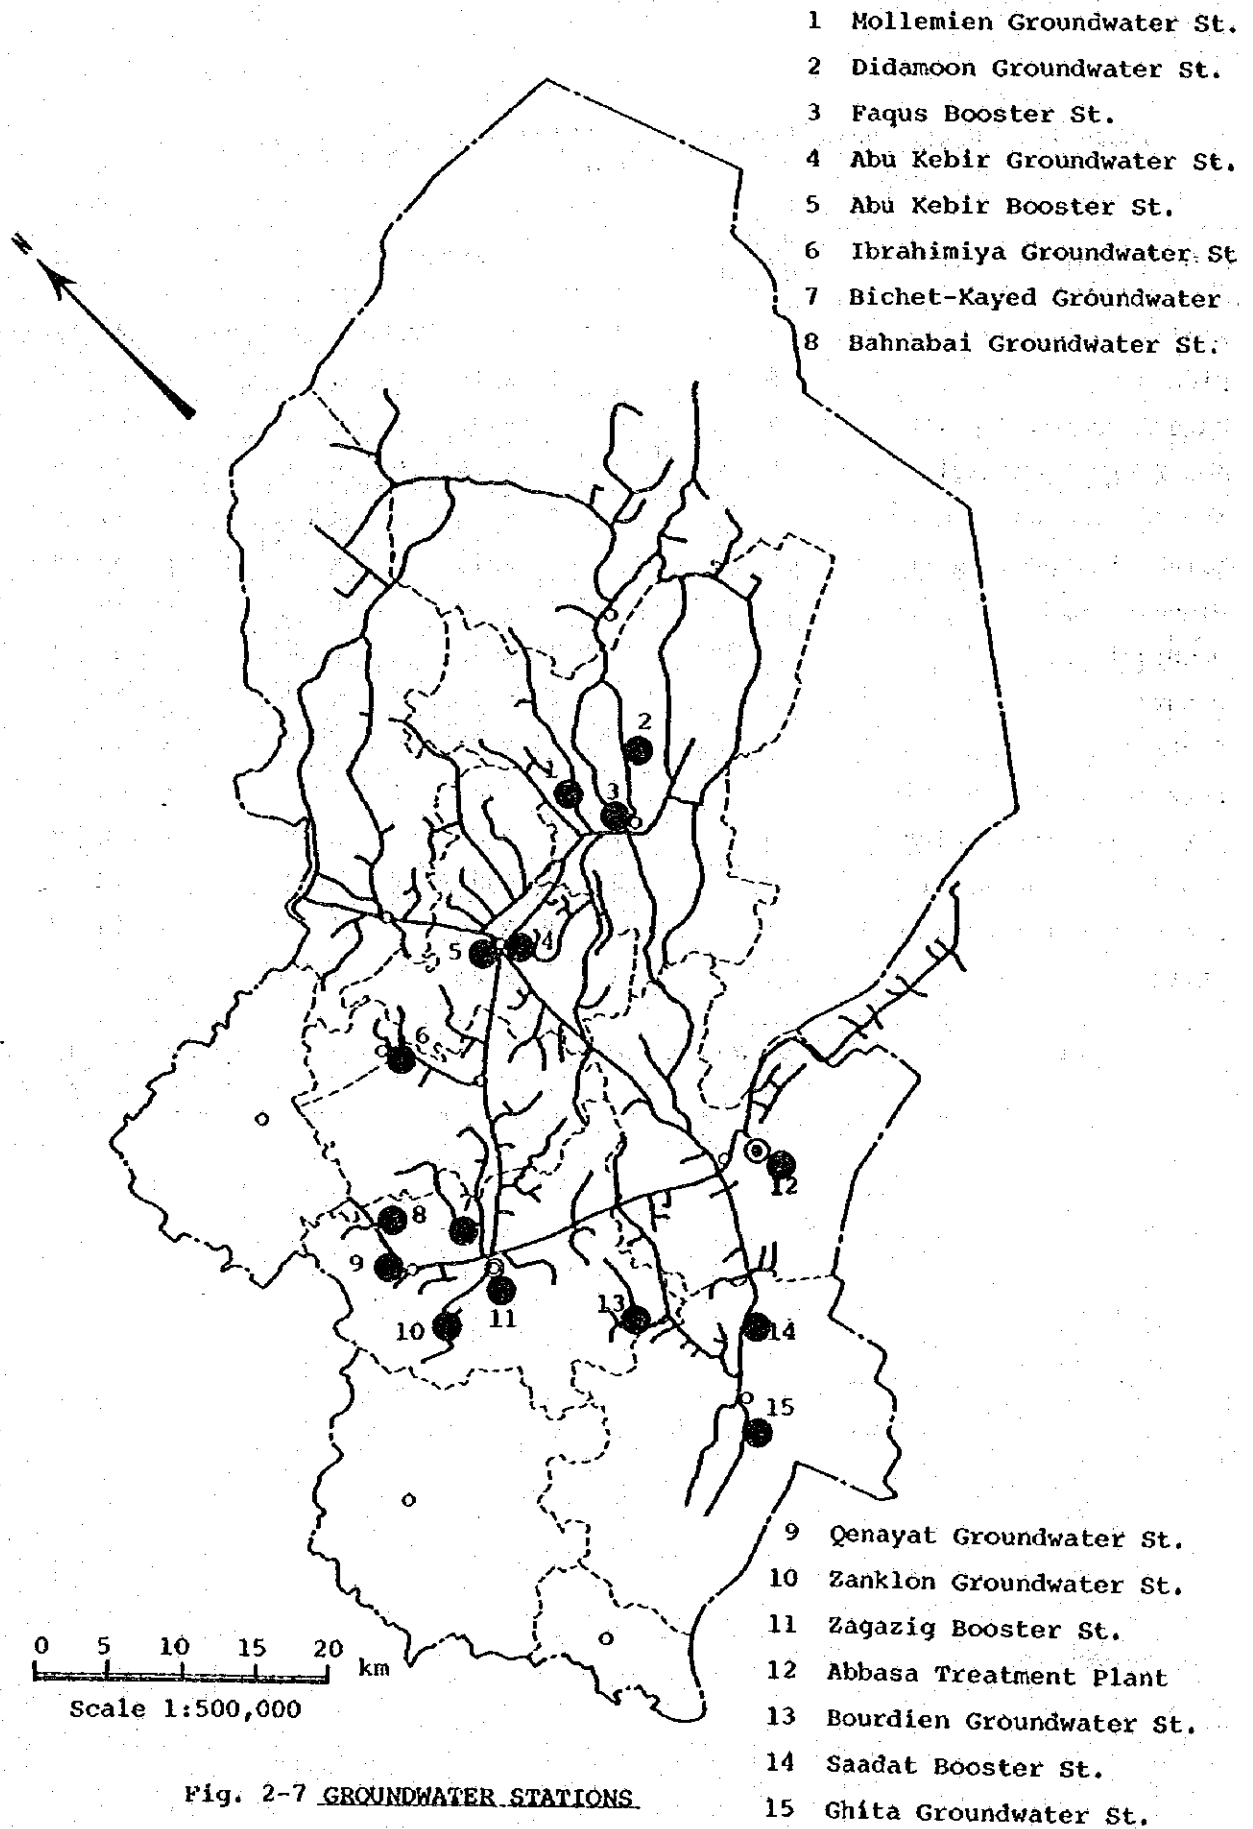 1 Mollemien Groundwater St.
2 Didamoon Groundwater St.
3 Faqus Booster St.
4 Abu Kebir Groundwater St.
5 Abu Kebir Booster St.
6 Ibrahimiya Groundwater St
7 Bichet-Kayed Groundwater
8 Bahnabai Groundwater St.
N
2
1
3
5
4
6
12
8
9
13
11
10
14
15
9 Qenayat Groundwater St.
10 Zanklon Groundwater St.
11 Zagazig Booster St.
12 Abbasa Treatment Plant
13 Bourdien Groundwater St.
14 Saadat Booster St.
15 Ghita Groundwater St.
0 5 10 15 20 km
Scale 1:500,000
Fig. 2-7 GROUNDWATER STATIONS